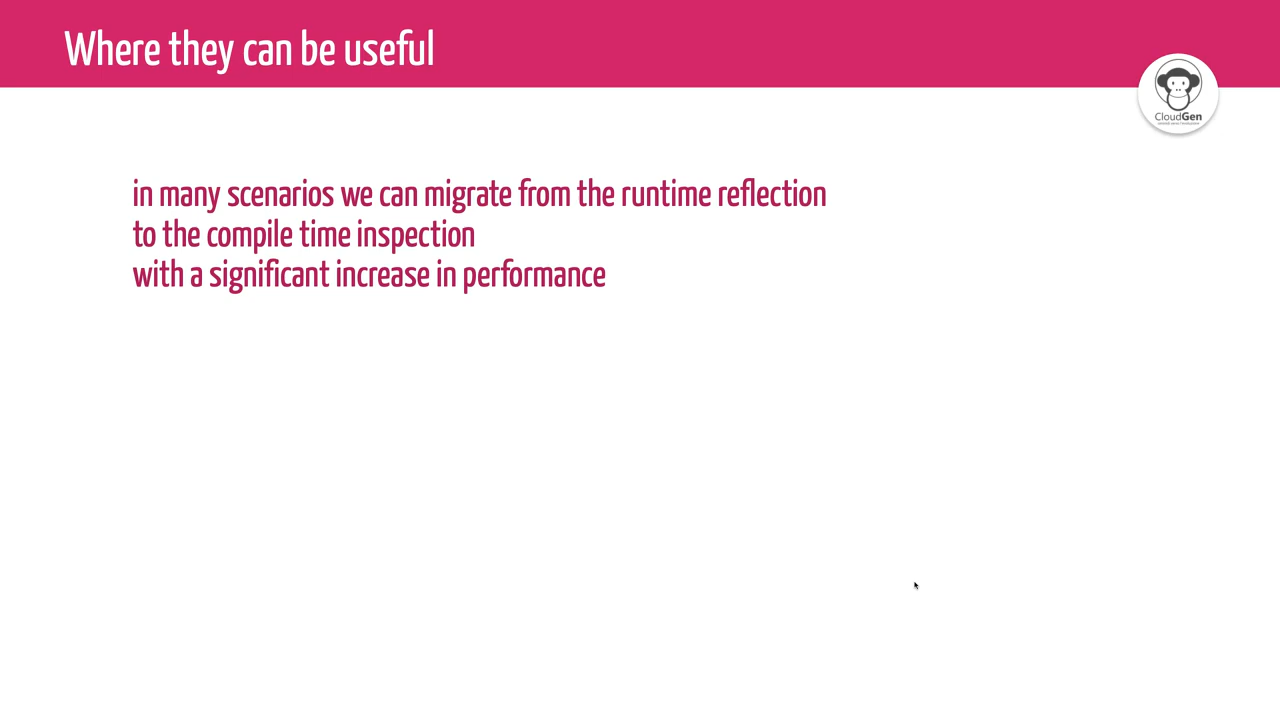 Where they can be useful
CloudGen
in many scenarios we can migrate from the runtime reflection
to the compile time inspection
with a significant increase in performance